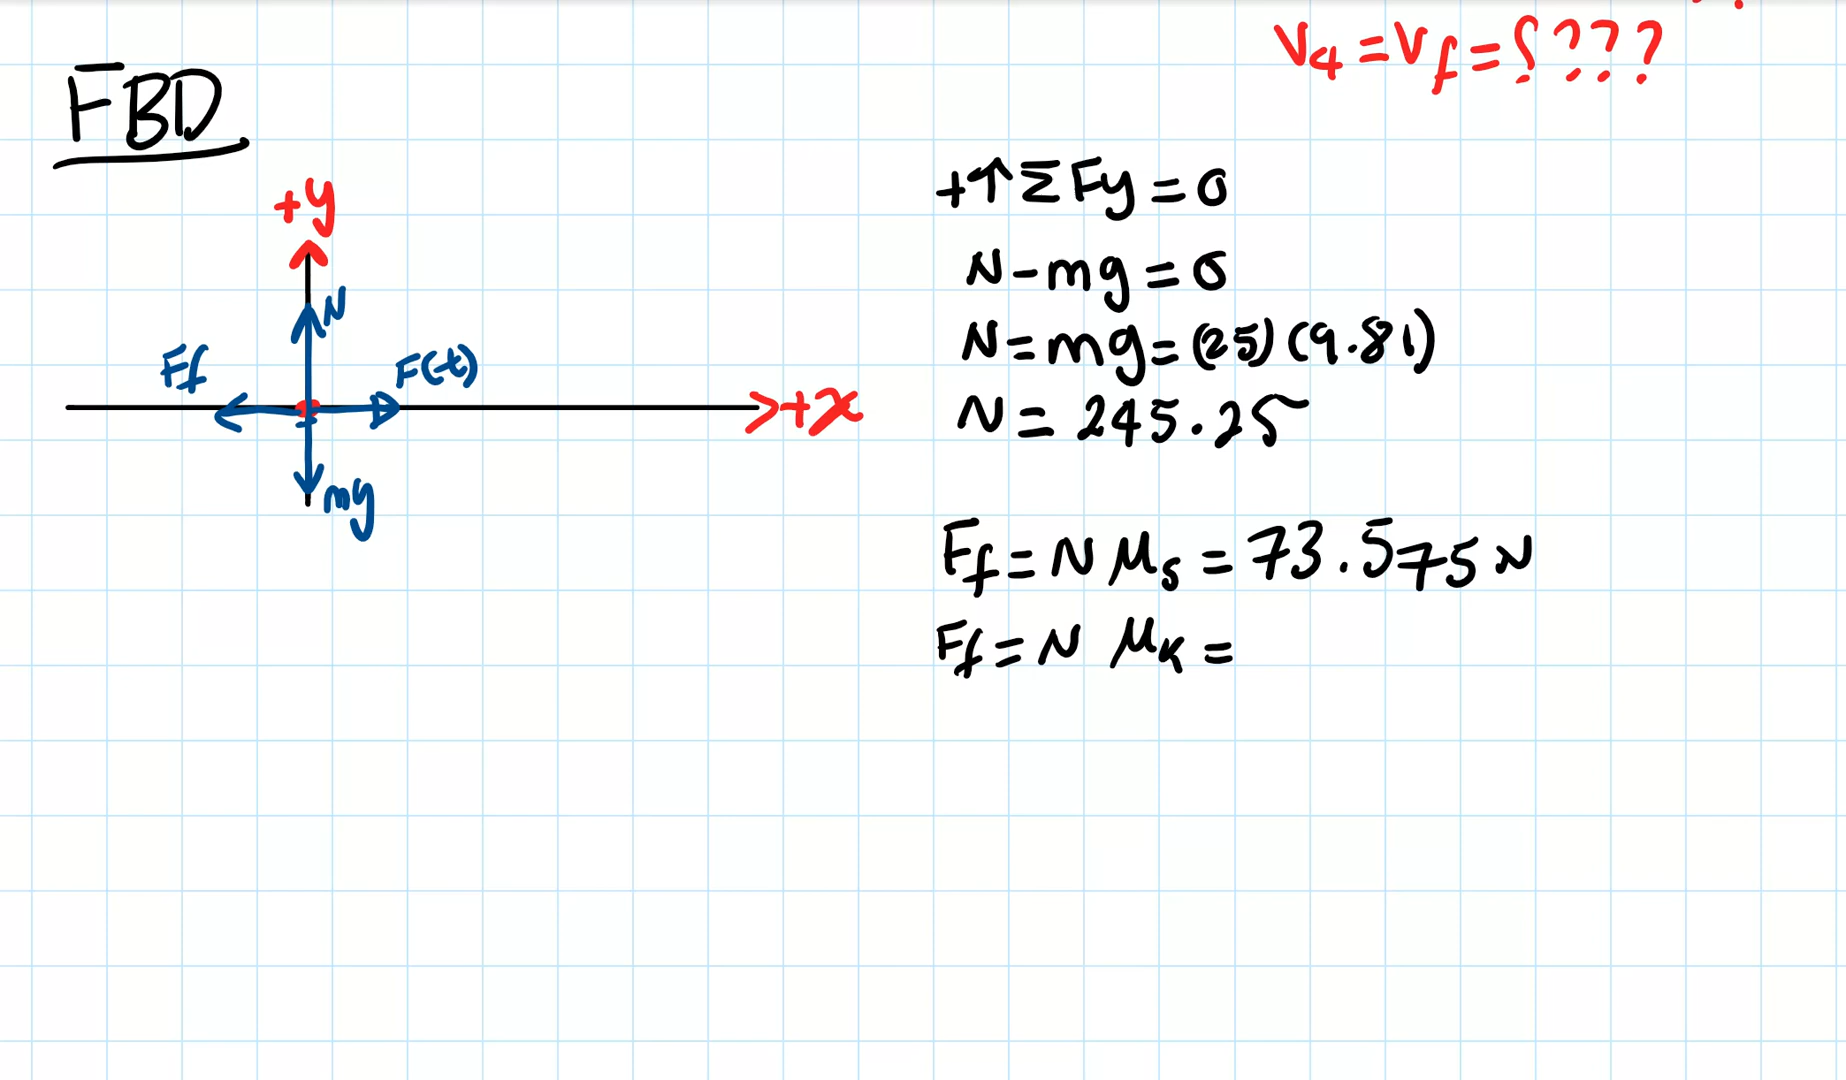 V4 = Vf = ????
FBD
+y
N
Ff
F(t)
+x
mg
+↑ΣFy = 0
N - mg = 0
N = mg = (25)(9.81)
N = 245.25
Ff = N μs = 73.575 N
Ff = N μk =